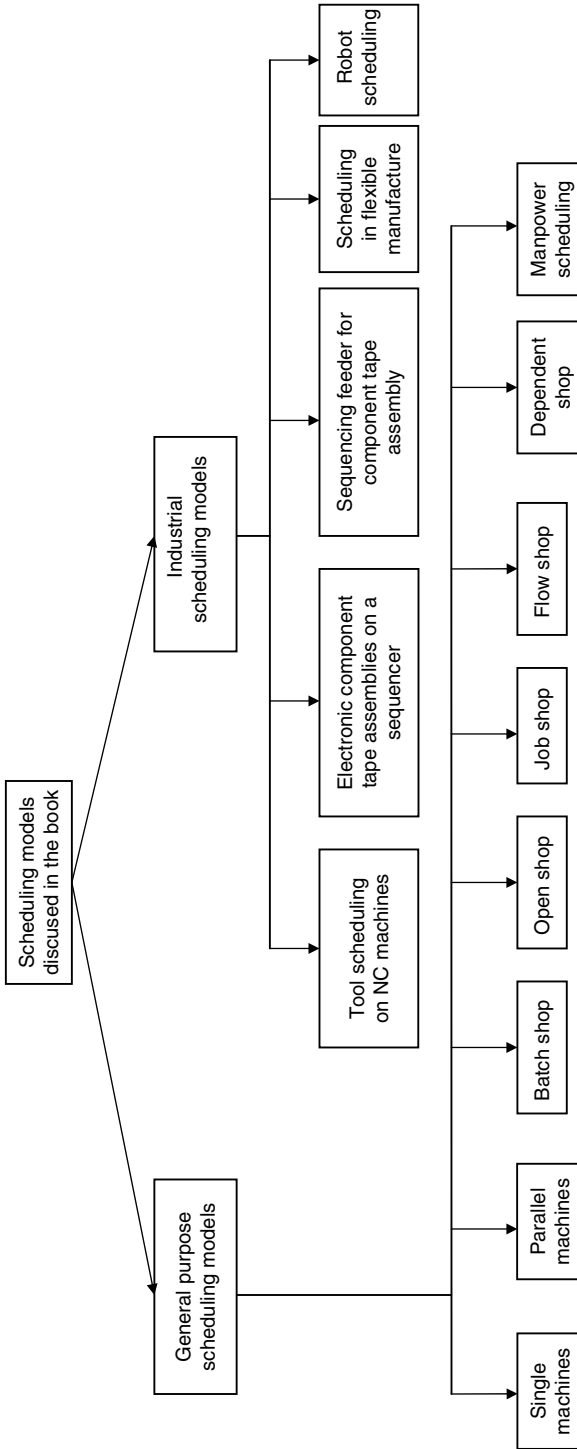 Scheduling models
discused in the book
General purpose
scheduling models
Industrial
scheduling models
Tool scheduling
on NC machines
Electronic component
tape assemblies on a
sequencer
Sequencing feeder for
component tape
assembly
Scheduling
in flexible
manufacture
Robot
scheduling
Single
machines
Parallel
machines
Batch shop
Open shop
Job shop
Flow shop
Dependent
shop
Manpower
scheduling